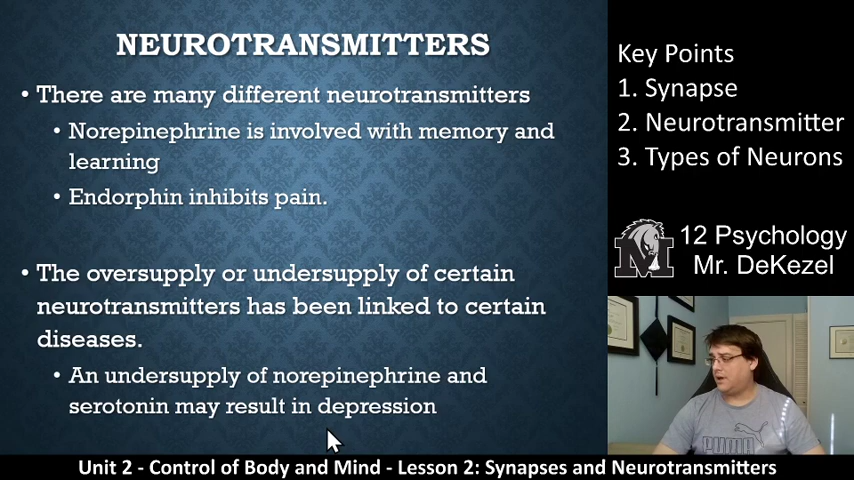 NEUROTRANSMITTERS
• There are many different neurotransmitters
• Norepinephrine is involved with memory and
learning
• Endorphin inhibits pain.
• The oversupply or undersupply of certain
neurotransmitters has been linked to certain
diseases.
• An undersupply of norepinephrine and
serotonin may result in depression
Key Points
1. Synapse
2. Neurotransmitter
3. Types of Neurons
M
12 Psychology
Mr. DeKezel
PUMA
Unit 2 - Control of Body and Mind - Lesson 2: Synapses and Neurotransmitters